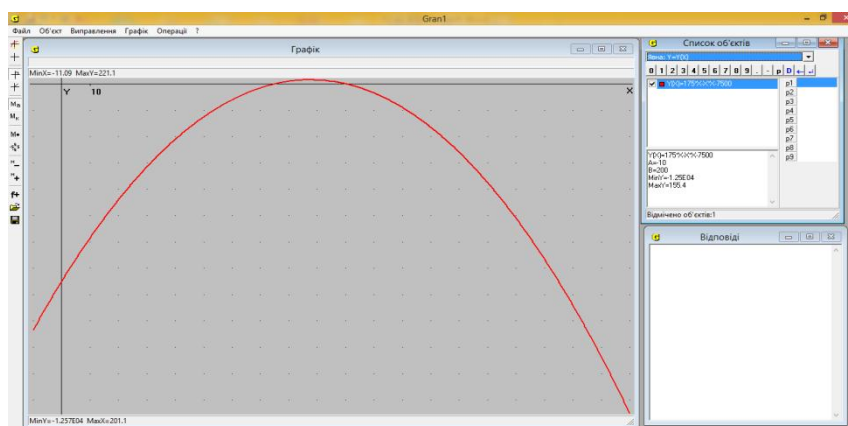 Gran1
Файл Об'єкт Виправлення Графік Операції ?
Графік
MinX=-11.09 MaxY=221.1
Y 10 X
MinY=-1.257E04 MaxX=201.1
Список об'єктів
Явна: Y=Y(X)
0 1 2 3 4 5 6 7 8 9 . - p D
Y(X)=175*X-X*X-7500
p1
p2
p3
p4
p5
p6
p7
p8
p9
Y(X)=175*X-X*X-7500
A=-10
B=200
MinY=-1.25E04
MaxY=155.4
Відмічено об'єктів:1
Відповіді